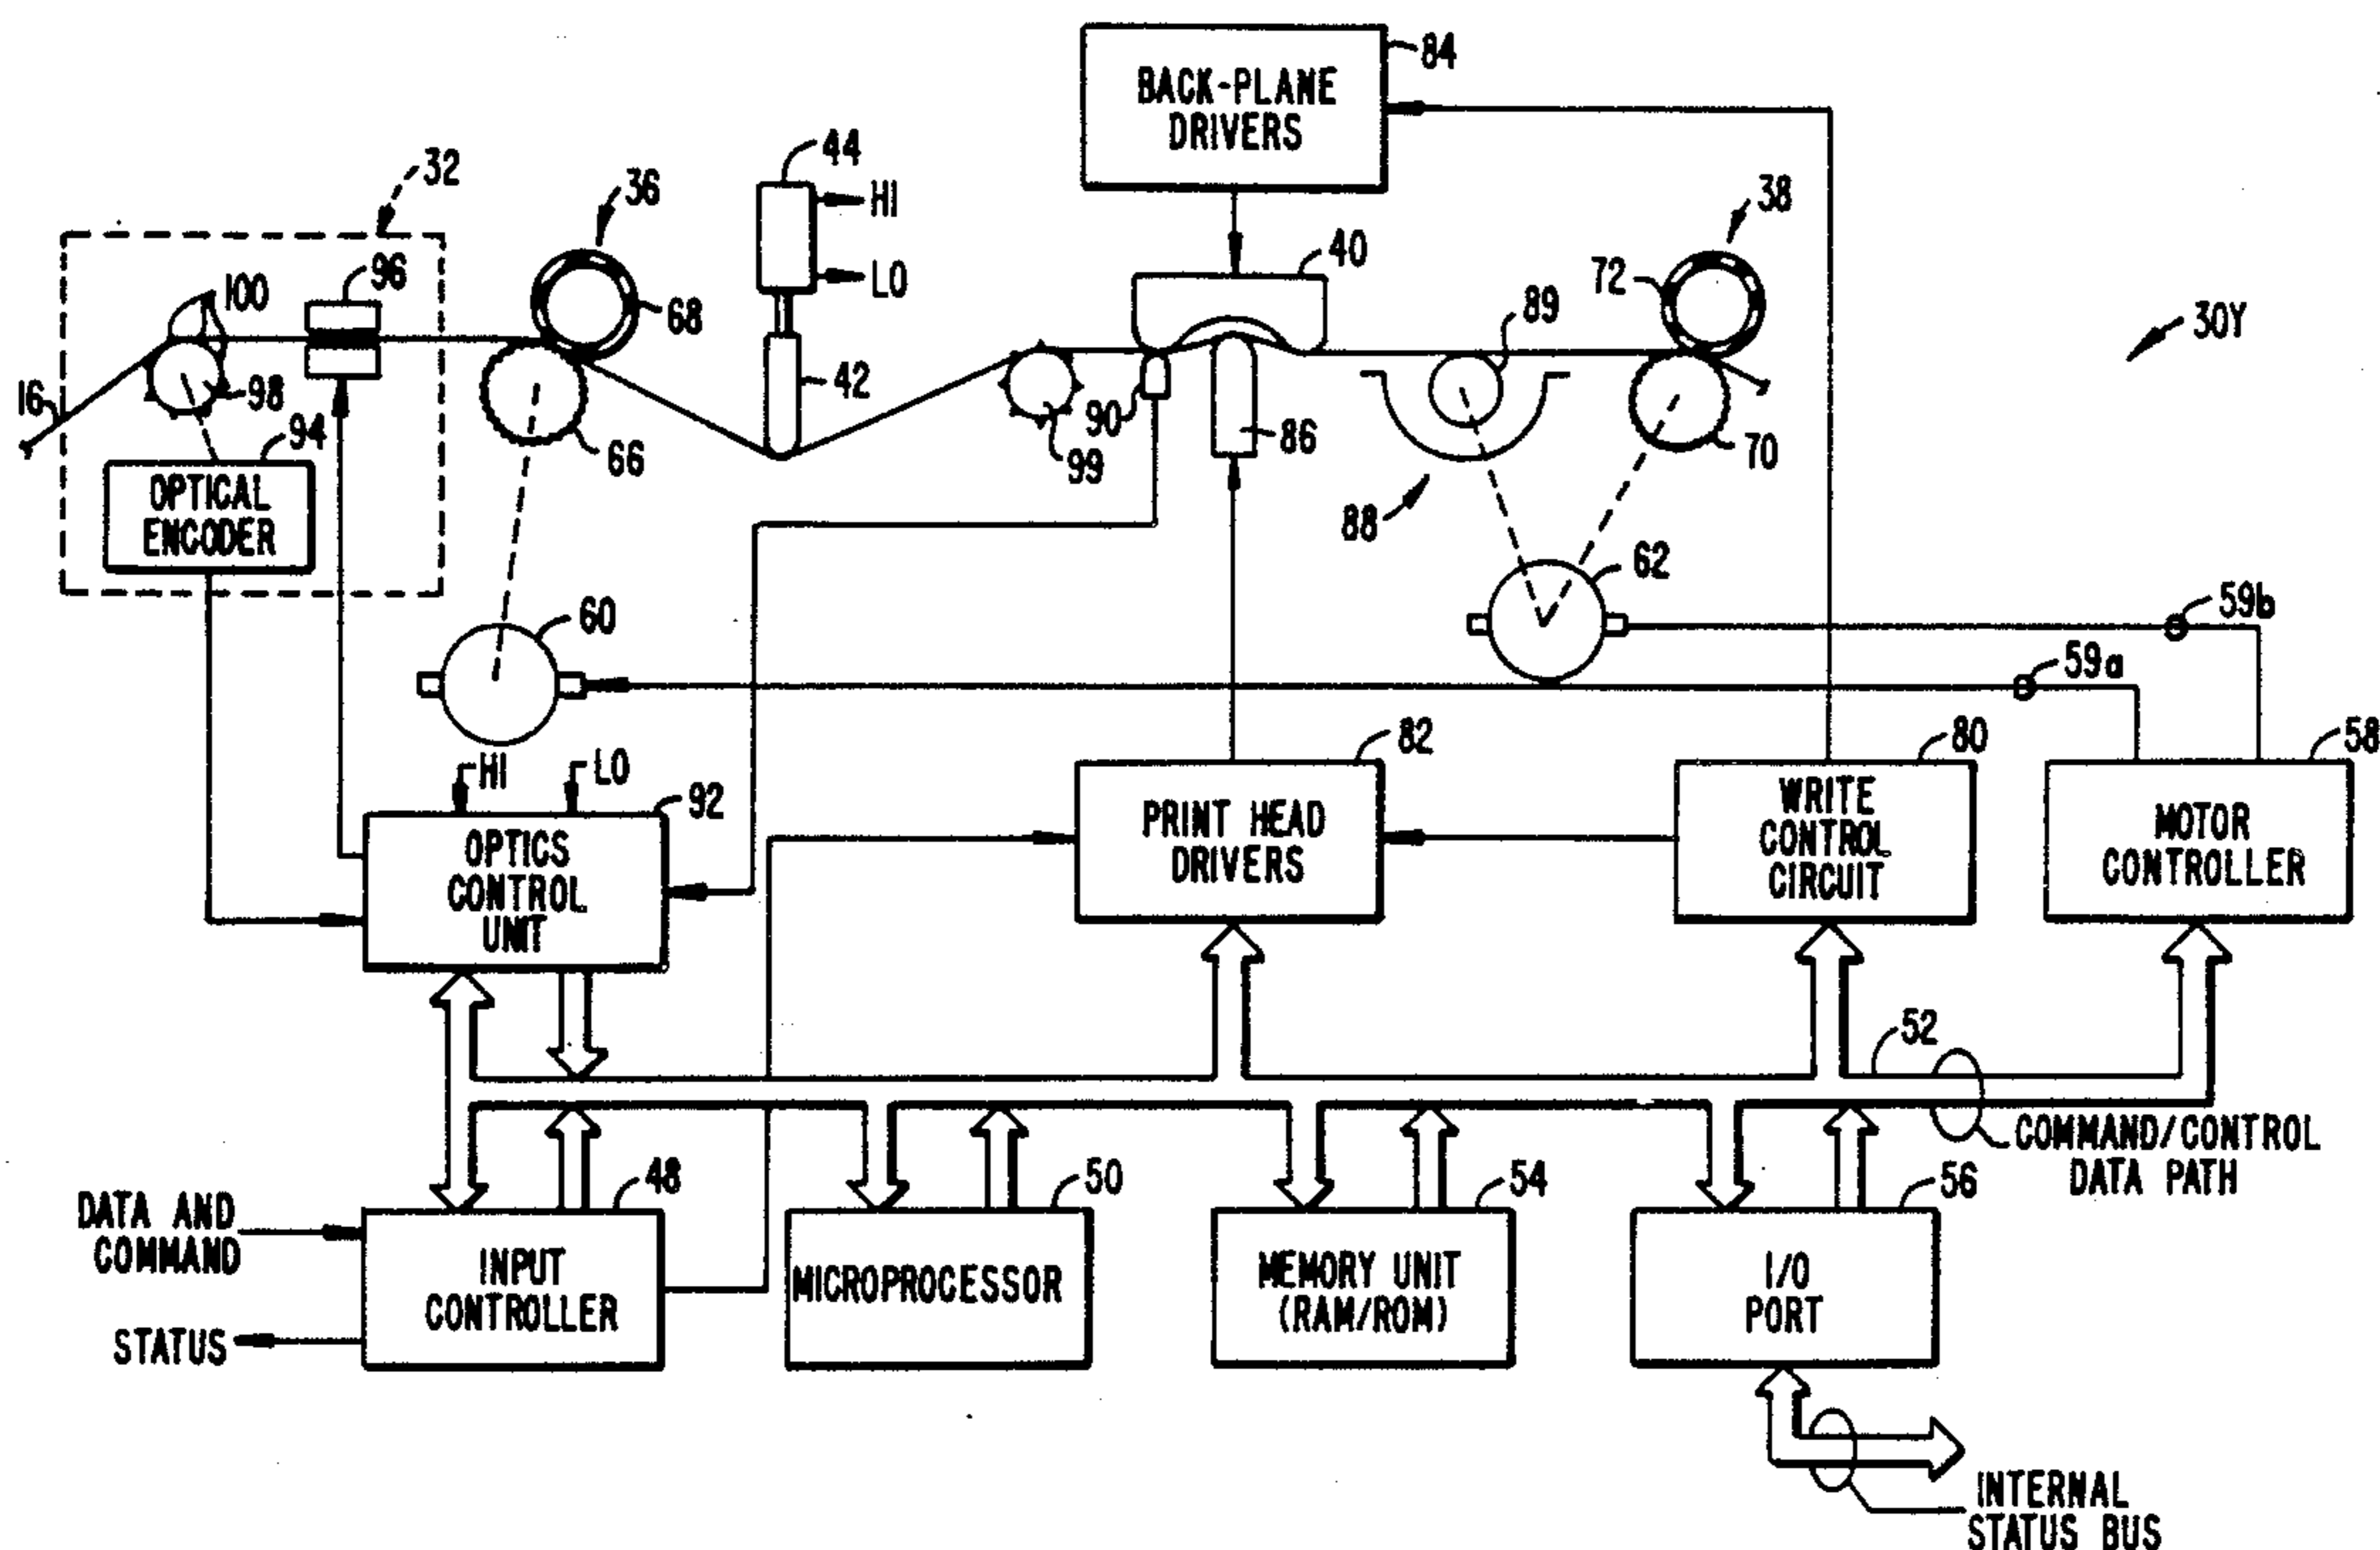 84
BACK-PLANE
DRIVERS
44
32
36
38
HI
40
96
100
68
LO
72
89
30Y
16
98
42
90
86
94
66
99
70
OPTICAL
ENCODER
88
62
59b
60
59a
HI
LO
92
82
80
58
OPTICS
CONTROL
UNIT
PRINT HEAD
DRIVERS
WRITE
CONTROL
CIRCUIT
MOTOR
CONTROLLER
52
COMMAND/CONTROL
DATA PATH
48
50
54
56
DATA AND
COMMAND
STATUS
INPUT
CONTROLLER
MICROPROCESSOR
MEMORY UNIT
(RAM/ROM)
I/O
PORT
INTERNAL
STATUS BUS